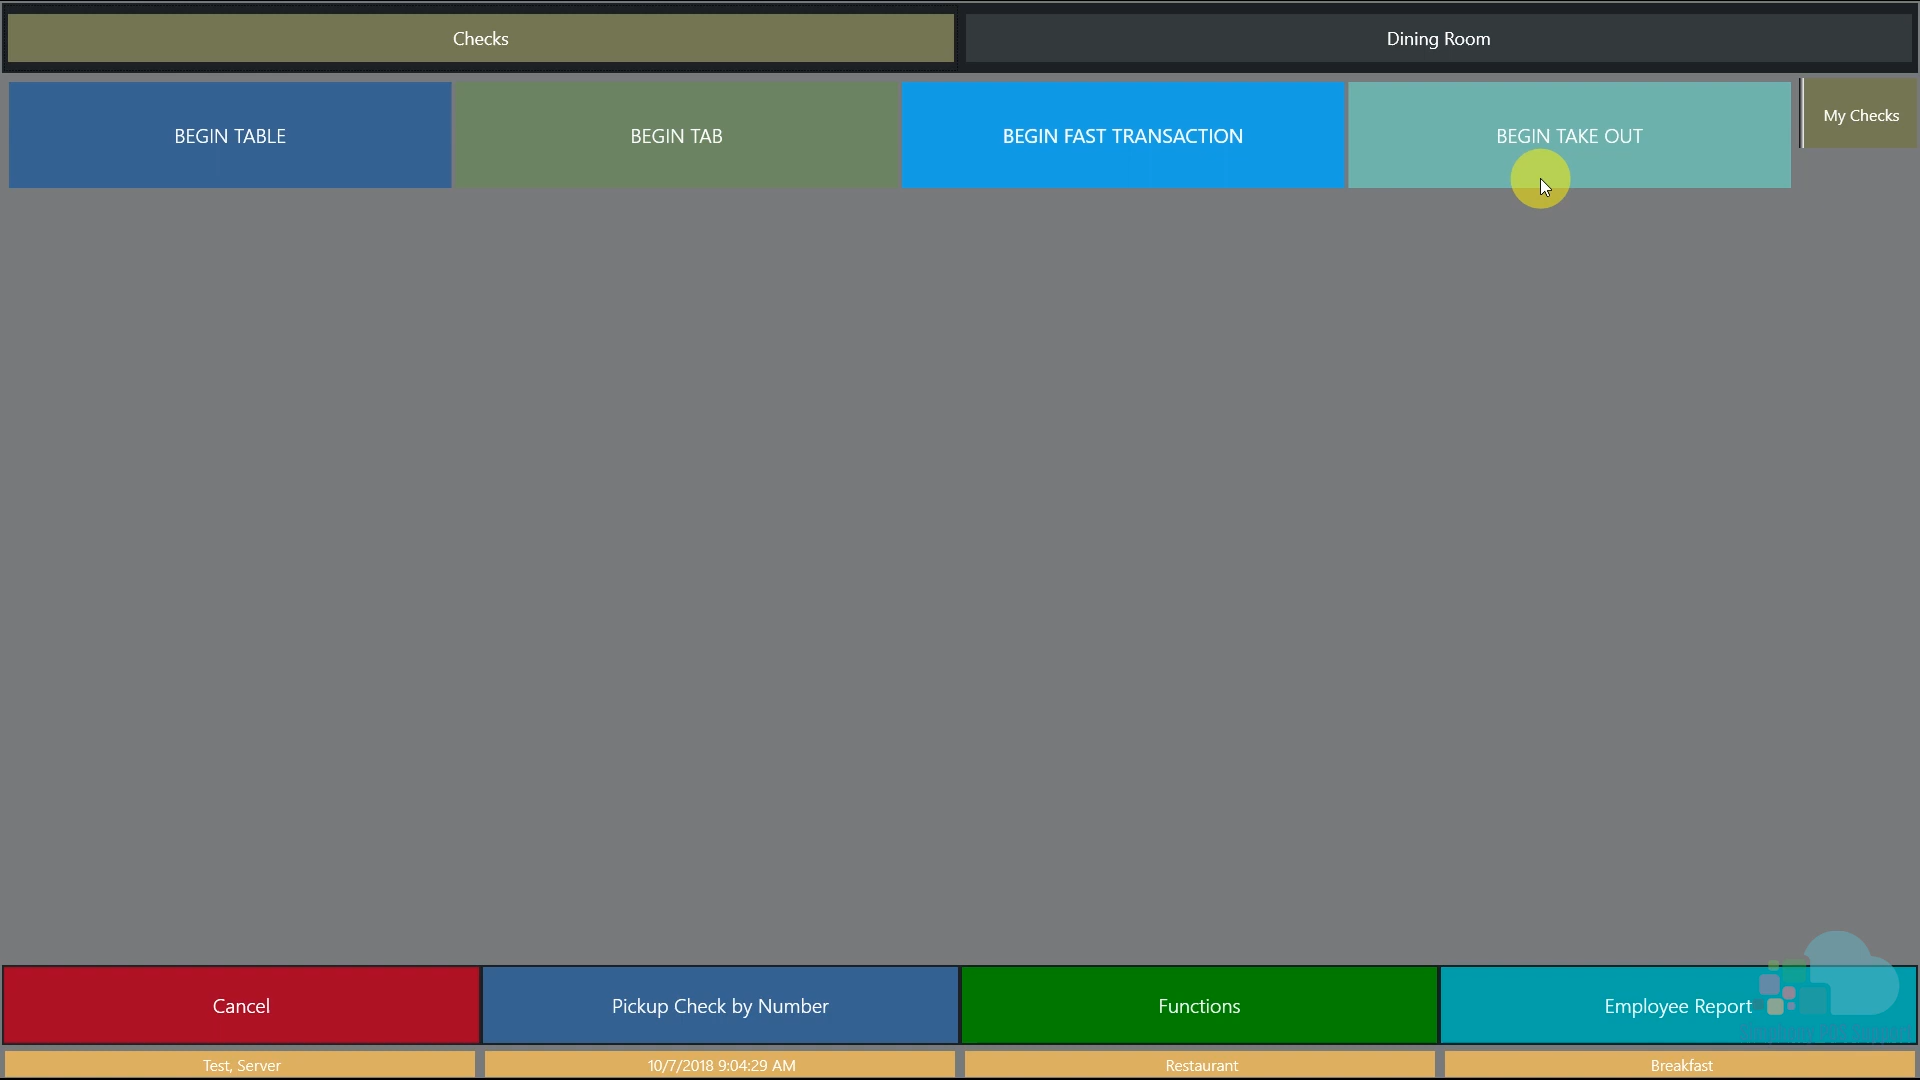 Checks
Dining Room
BEGIN TABLE
BEGIN TAB
BEGIN FAST TRANSACTION
BEGIN TAKE OUT
My Checks
Cancel
Pickup Check by Number
Functions
Employee Report
Test, Server
10/7/2018 9:04:29 AM
Restaurant
Breakfast